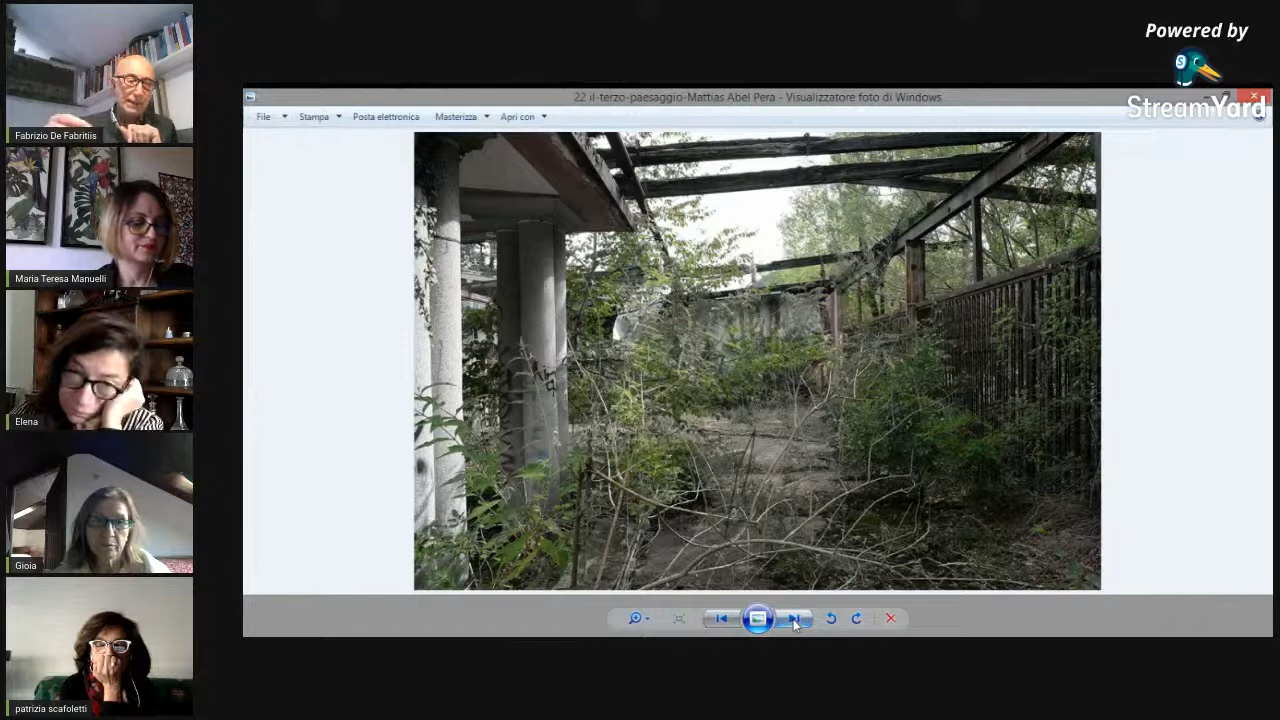 Powered by
StreamYard
22 il-terzo-paesaggio-Mattias Abel Pera - Visualizzatore foto di Windows
File Stampa Posta elettronica Masterizza Apri con
Fabrizio De Fabritiis
Maria Teresa Manuelli
Elena
Gioia
patrizia scafoletti